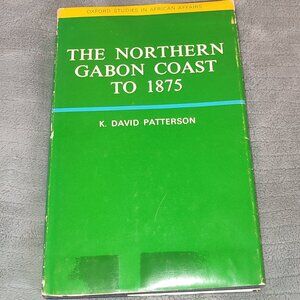 OXFORD STUDIES IN AFRICAN AFFAIRS
THE NORTHERN
GABON COAST
TO 1875
K. DAVID PATTERSON